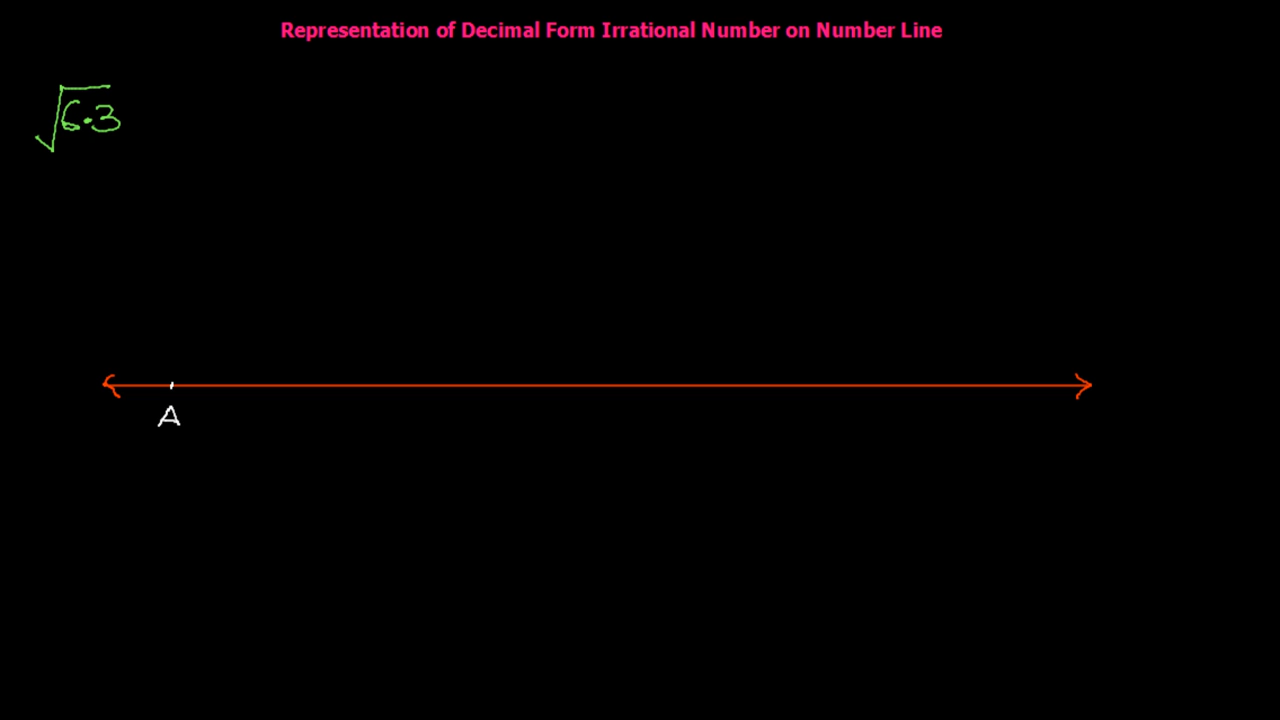 Representation of Decimal Form Irrational Number on Number Line
√6.3
A